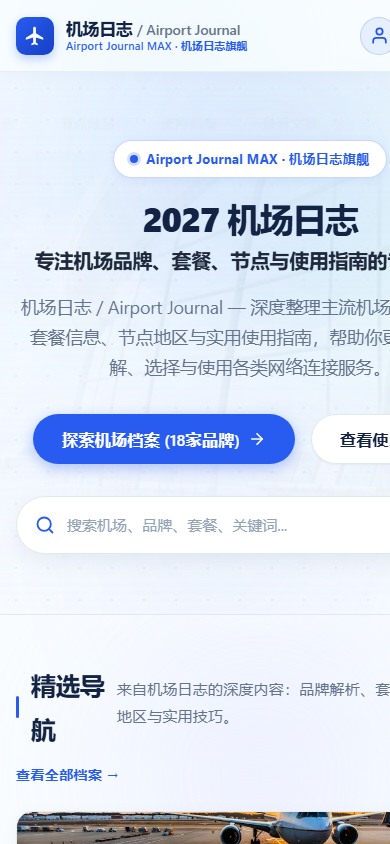 机场日志 / Airport Journal
Airport Journal MAX · 机场日志旗舰
Airport Journal MAX · 机场日志旗舰
2027 机场日志
专注机场品牌、套餐、节点与使用指南的
机场日志 / Airport Journal — 深度整理主流机场
套餐信息、节点地区与实用使用指南，帮助你
解、选择与使用各类网络连接服务。
探索机场档案 (18家品牌) →
查看使
搜索机场、品牌、套餐、关键词...
精选导
航
来自机场日志的深度内容：品牌解析、套
地区与实用技巧。
查看全部档案 →